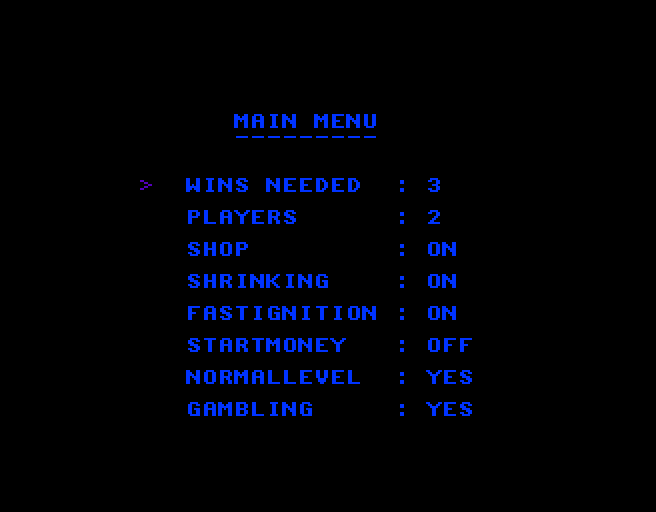 MAIN MENU
---------
> WINS NEEDED : 3
PLAYERS : 2
SHOP : ON
SHRINKING : ON
FASTIGNITION : ON
STARTMONEY : OFF
NORMALLEVEL : YES
GAMBLING : YES